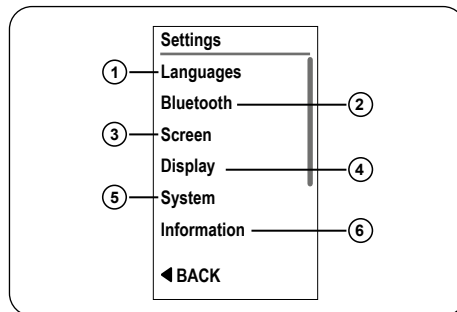 Settings
1 Languages
Bluetooth 2
3 Screen
Display 4
5 System
Information 6
◀ BACK